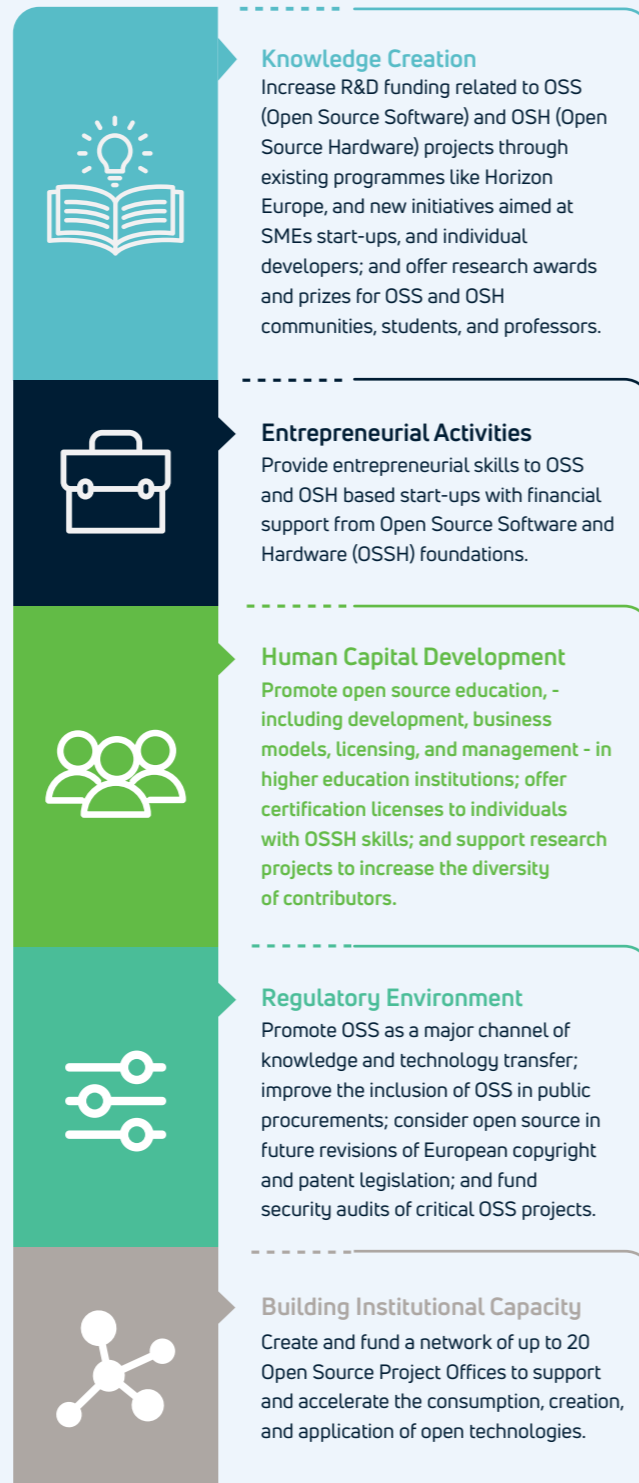 Knowledge Creation
Increase R&D funding related to OSS
(Open Source Software) and OSH (Open
Source Hardware) projects through
existing programmes like Horizon
Europe, and new initiatives aimed at
SMEs start-ups, and individual
developers; and offer research awards
and prizes for OSS and OSH
communities, students, and professors.
Entrepreneurial Activities
Provide entrepreneurial skills to OSS
and OSH based start-ups with financial
support from Open Source Software and
Hardware (OSSH) foundations.
Human Capital Development
Promote open source education, -
including development, business
models, licensing, and management - in
higher education institutions; offer
certification licenses to individuals
with OSSH skills; and support research
projects to increase the diversity
of contributors.
Regulatory Environment
Promote OSS as a major channel of
knowledge and technology transfer;
improve the inclusion of OSS in public
procurements; consider open source in
future revisions of European copyright
and patent legislation; and fund
security audits of critical OSS projects.
Building Institutional Capacity
Create and fund a network of up to 20
Open Source Project Offices to support
and accelerate the consumption, creation,
and application of open technologies.